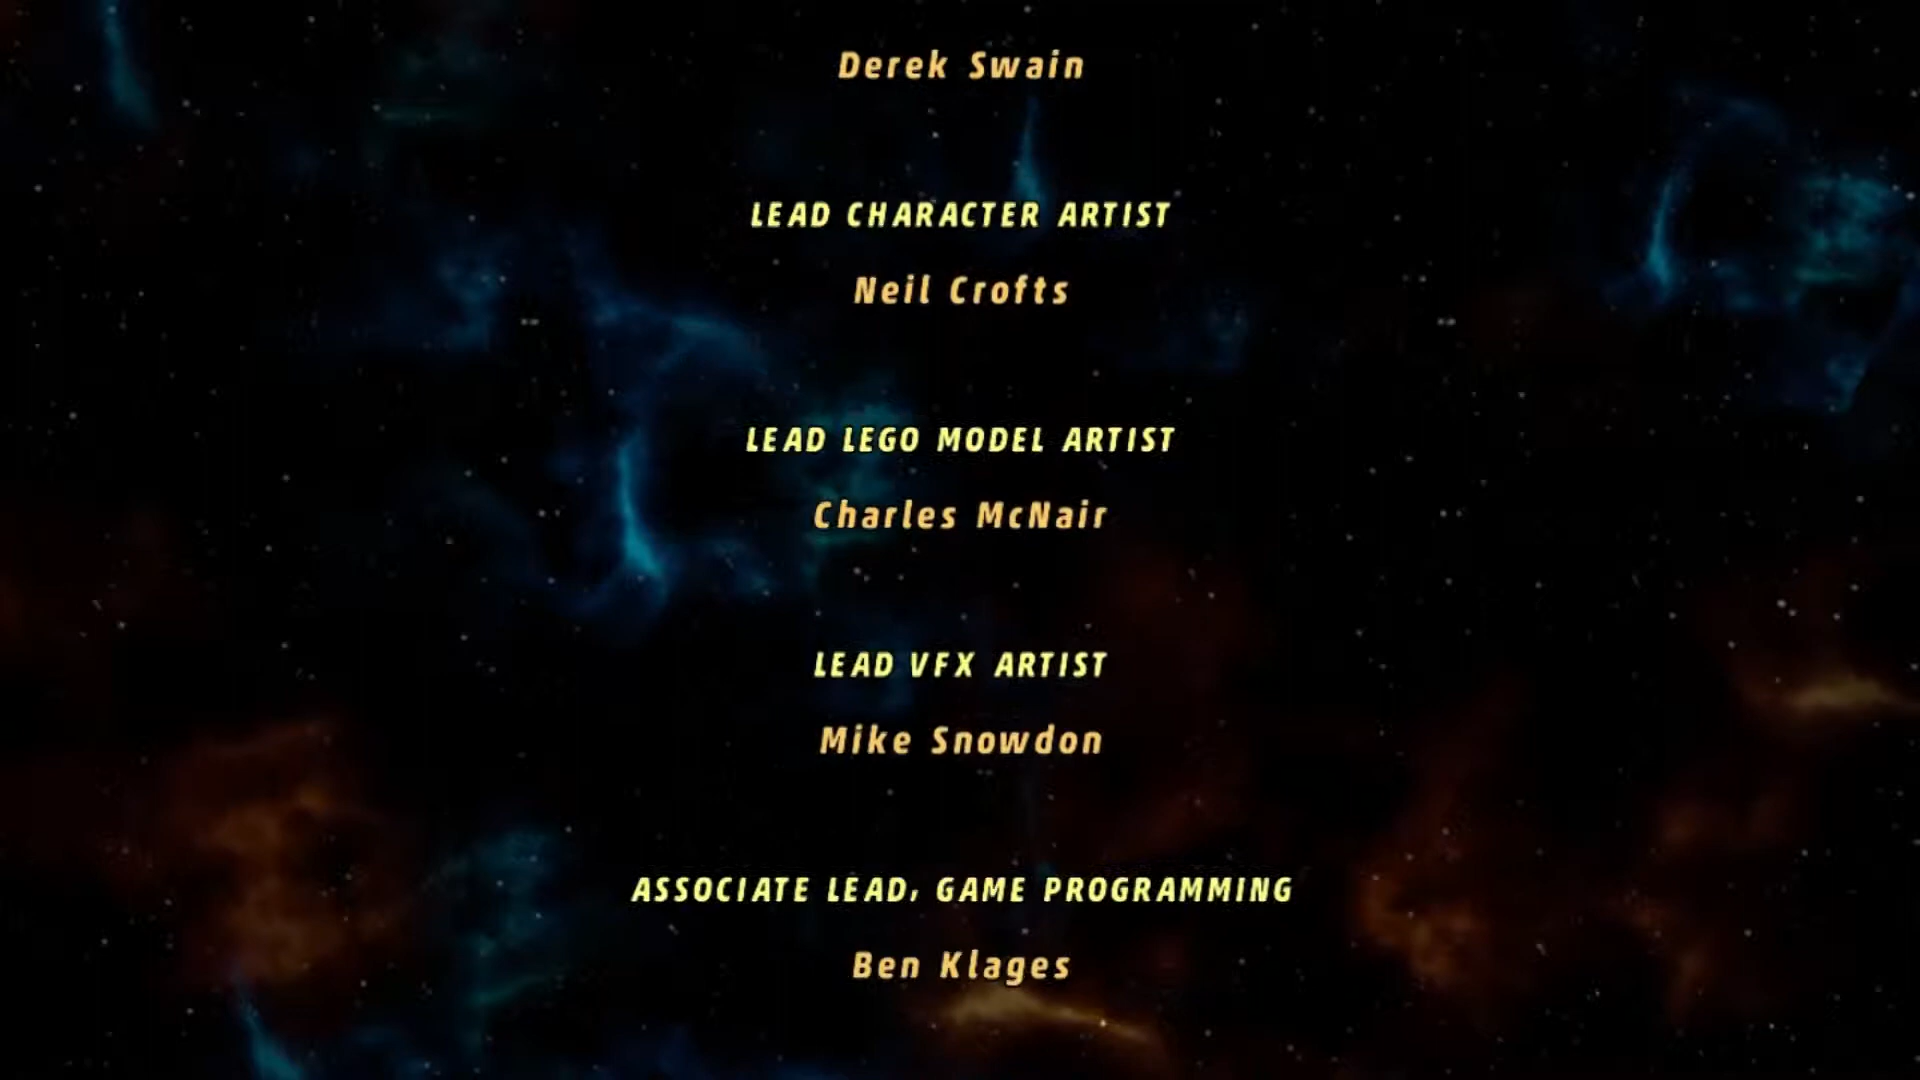 Derek Swain
LEAD CHARACTER ARTIST
Neil Crofts
LEAD LEGO MODEL ARTIST
Charles McNair
LEAD VFX ARTIST
Mike Snowdon
ASSOCIATE LEAD, GAME PROGRAMMING
Ben Klages